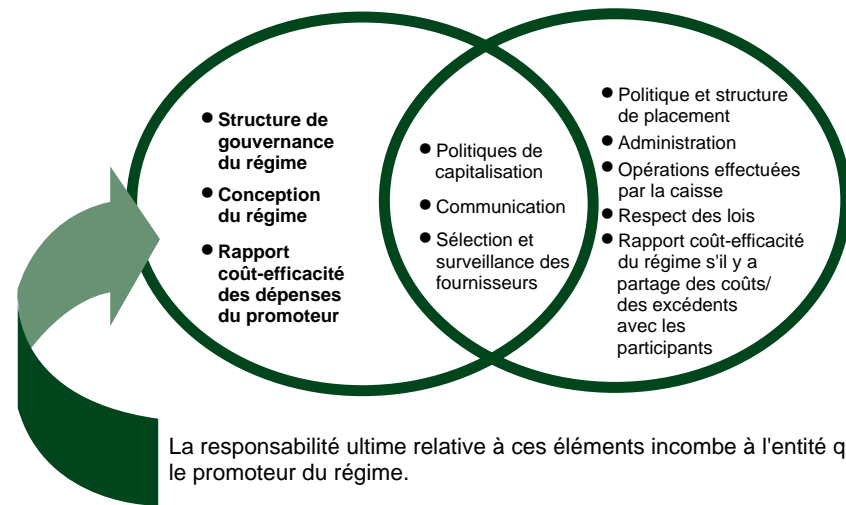 ● Structure de
gouvernance
du régime
● Conception
du régime
● Rapport
coût-efficacité
des dépenses
du promoteur
● Politiques de
capitalisation
● Communication
● Sélection et
surveillance des
fournisseurs
● Politique et structure
de placement
● Administration
● Opérations effectuées
par la caisse
● Respect des lois
● Rapport coût-efficacité
du régime s'il y a
partage des coûts/
des excédents
avec les
participants
La responsabilité ultime relative à ces éléments incombe à l'entité q
le promoteur du régime.